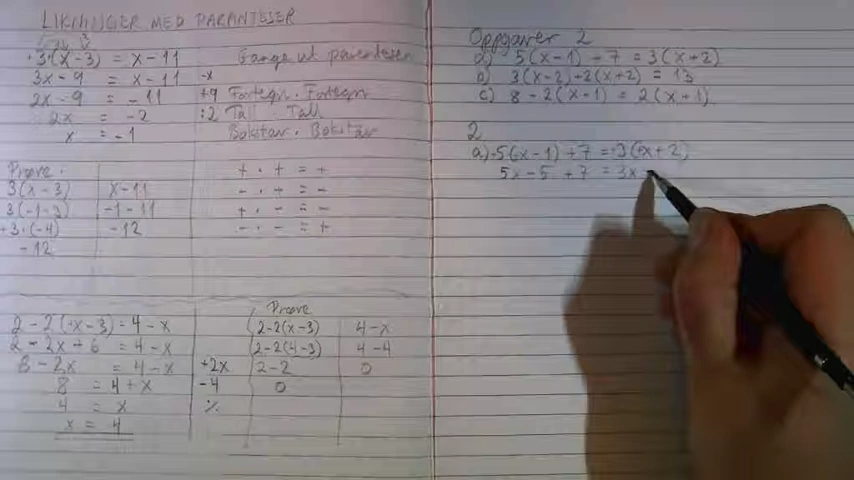 LIKNINGER MED PARANTESER
+3·(x-3) = x-11 Gange ut parentesen
3x-9 = x-11 -x
2x-9 = -11 +9 Fortegn · Fortegn
2x = -2 :2 Tall · Tall
x = -1 Bokstav · Bokstav
Prøve:
3(x-3) x-11
3(-1-3) -1-11
+3·(-4) -12
-12
+ · + = +
- · + = -
+ · - = -
- · - = +
Prøve
2-2(+x-3) = 4-x 2-2(x-3) 4-x
2-2x+6 = 4-x 2-2(4-3) 4-4
8-2x = 4-x +2x 2-2 0
8 = 4+x -4 0
4 = x
x = 4
Oppgaver 2
a) 5(x-1)+7 = 3(x+2)
b) 3(x-2)+2(x+2) = 13
c) 8-2(x-1) = 2(x+1)
2
a) +5(+x-1)+7 = +3(+x+2)
5x-5 +7 = 3x